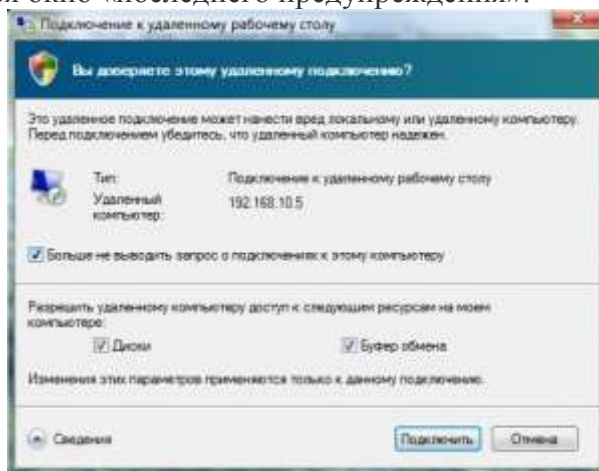 окно «последнего предупреждения».
Подключение к удаленному рабочему столу
Вы доверяете этому удаленному подключению?
Это удаленное подключение может нанести вред локальному или удаленному компьютеру.
Перед подключением убедитесь, что удаленный компьютер надежен.
Тип: Подключение к удаленному рабочему столу
Удаленный компьютер: 192.168.10.5
Больше не выводить запрос о подключениях к этому компьютеру
Разрешить удаленному компьютеру доступ к следующим ресурсам на моем
компьютере:
Диски Буфер обмена
Изменения этих параметров применяются только к данному подключению.
Сведения Подключить Отмена